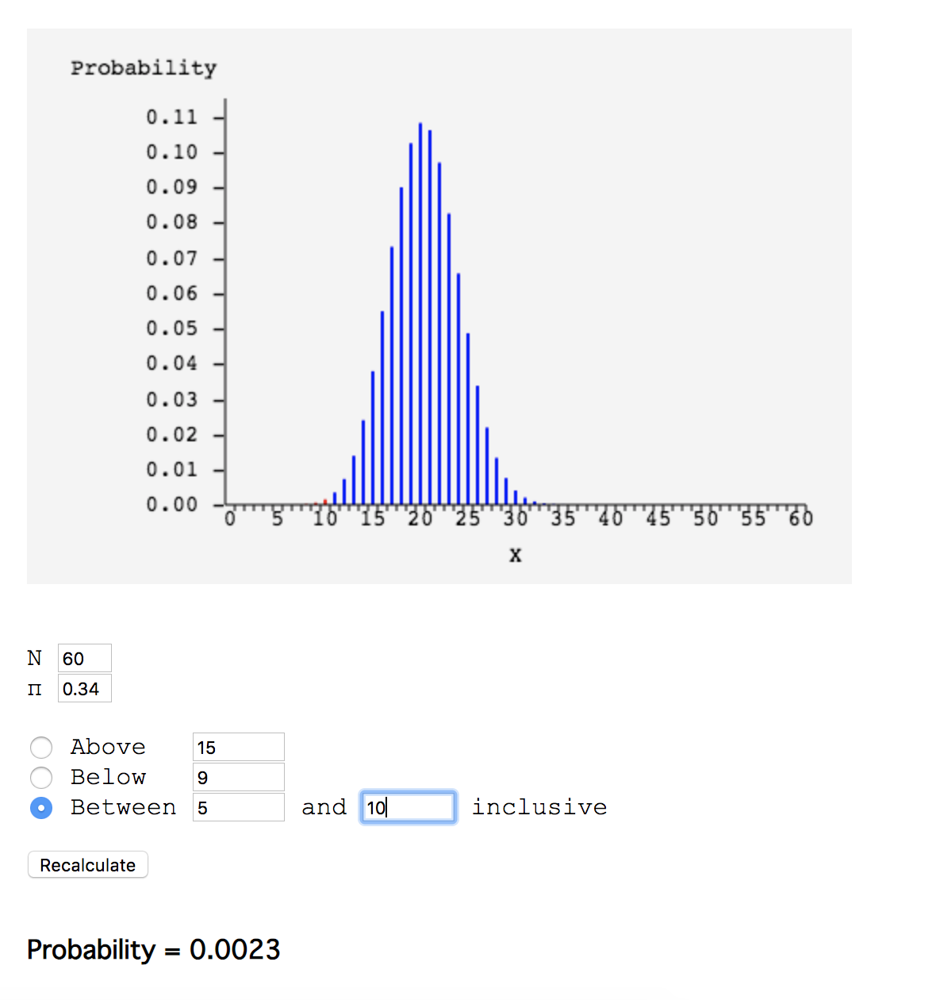 Probability
0.11
0.10
0.09
0.08
0.07
0.06
0.05
0.04
0.03
0.02
0.01
0.00
0 5 10 15 20 25 30 35 40 45 50 55 60
X
N 60
Π 0.34
Above 15
Below 9
Between 5 and 10 inclusive
Recalculate
Probability = 0.0023